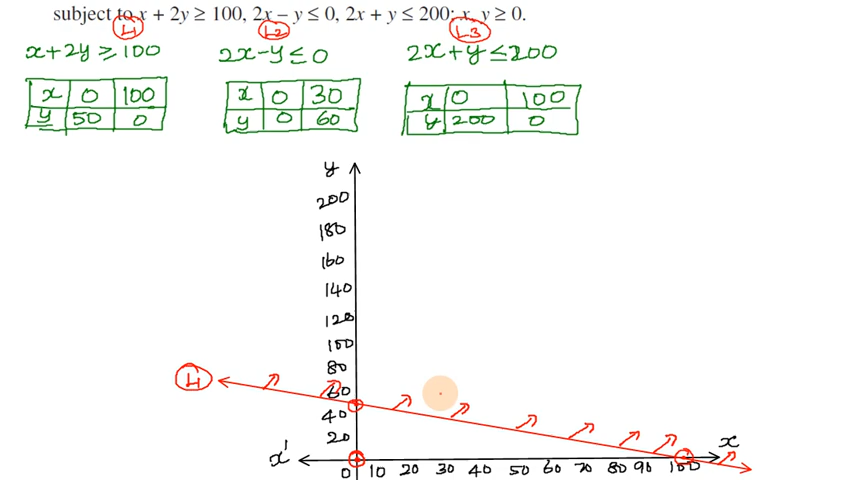 subject to x + 2y ≥ 100, 2x − y ≤ 0, 2x + y ≤ 200; x, y ≥ 0.
L1 L2 L3
x+2y ≥ 100 2x-y ≤ 0 2x+y ≤ 200
x 0 100 x 0 30 x 0 100
y 50 0 y 0 60 y 200 0
y
200
180
160
140
120
100
80
L1
60
40
20
x' x
0 10 20 30 40 50 60 70 80 90 100